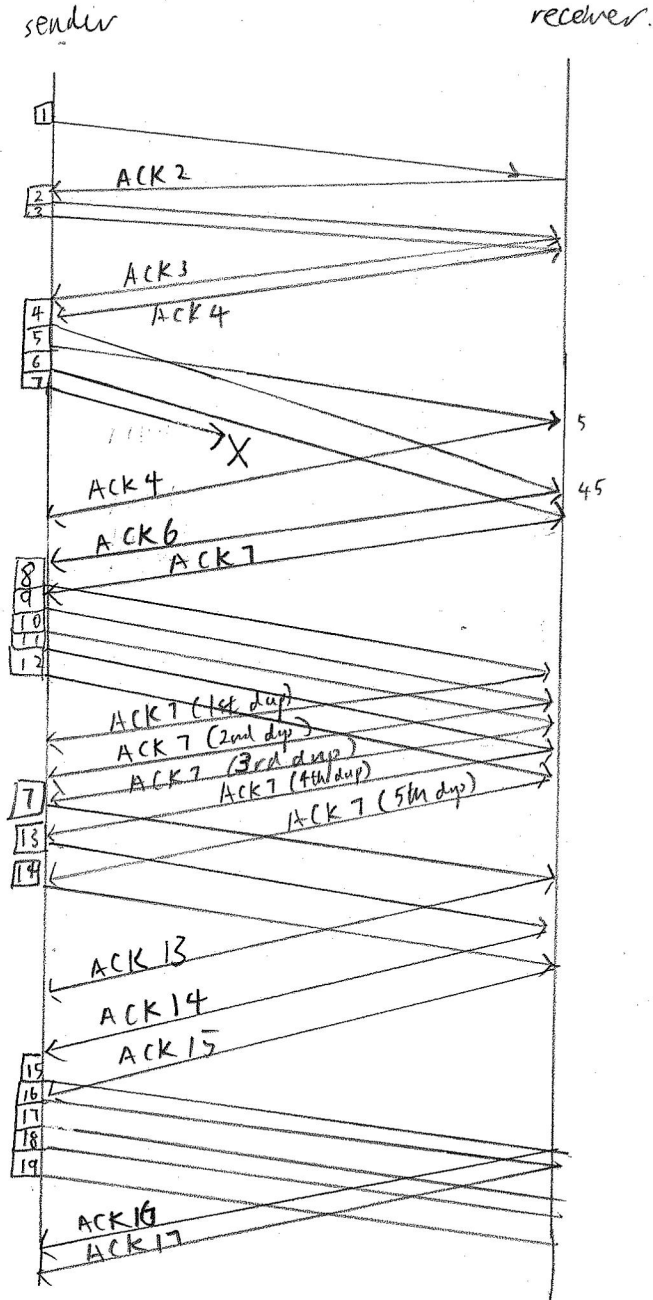 sender receiver.
1
ACK 2
2
3
ACK 3
ACK 4
4
5
6
7
X
5
ACK 4
45
ACK 6
ACK 7
8
9
10
11
12
ACK 7 (1st dup)
ACK 7 (2nd dup)
ACK 7 (3rd dup)
ACK 7 (4th dup)
ACK 7 (5th dup)
7
13
14
ACK 13
ACK 14
ACK 15
15
16
17
18
19
ACK 16
ACK 17